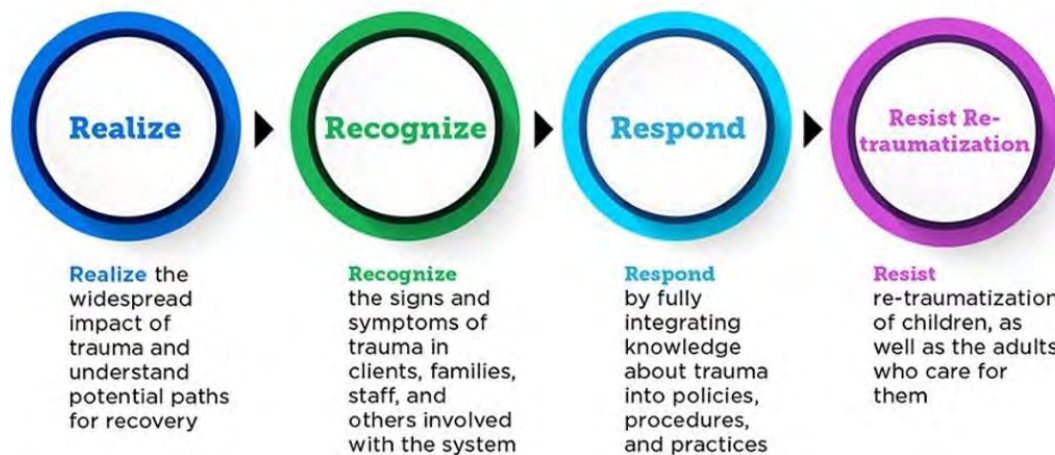 Realize
Recognize
Respond
Resist Re-
traumatization
Realize the
widespread
impact of
trauma and
understand
potential paths
for recovery
Recognize
the signs and
symptoms of
trauma in
clients, families,
staff, and
others involved
with the system
Respond
by fully
integrating
knowledge
about trauma
into policies,
procedures,
and practices
Resist
re-traumatization
of children, as
well as the adults
who care for
them